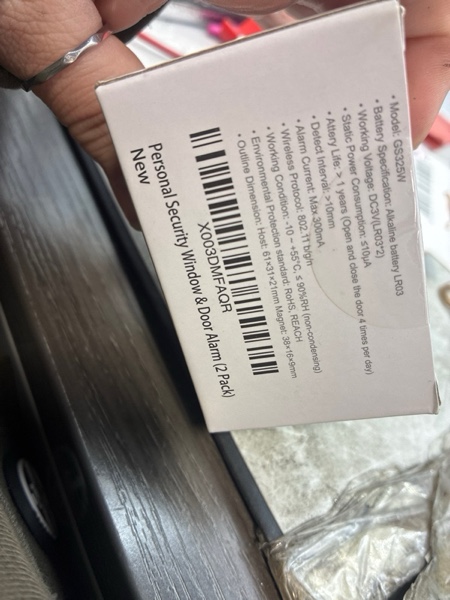 • Model: GS325W
• Battery Specification: Alkaline battery LR03
• Working Voltage: DC3V(LR03*2)
• Static Power Consumption: ≤10μA
• Attery Life: > 1 years (Open and close the door 4 times per day)
• Detect Interval: >10mm
• Alarm Current: Max.300mA
• Wireless Protocol: 802.11 b/g/n
• Working Condition: -10 ~ +55°C, ≤ 90%RH (non-condensing)
• Environmental Protection standard: RoHS, REACH
• Outline Dimension: Host: 61×31×21mm Magnet: 38×16×9mm
X003DMFAQR
Personal Security Window & Door Alarm (2 Pack)
New